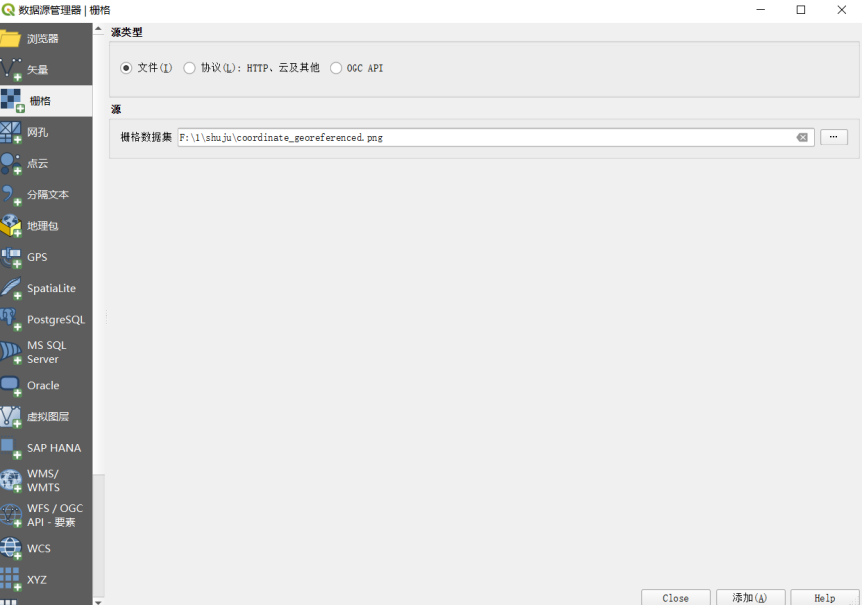 数据源管理器 | 栅格
浏览器
矢量
栅格
网孔
点云
分隔文本
地理包
GPS
SpatiaLite
PostgreSQL
MS SQL
Server
Oracle
虚拟图层
SAP HANA
WMS/
WMTS
WFS / OGC
API - 要素
WCS
XYZ
源类型
文件(I) 协议(L): HTTP、云及其他 OGC API
源
栅格数据集 F:\1\shuju\coordinate_georeferenced.png ...
Close 添加(A) Help